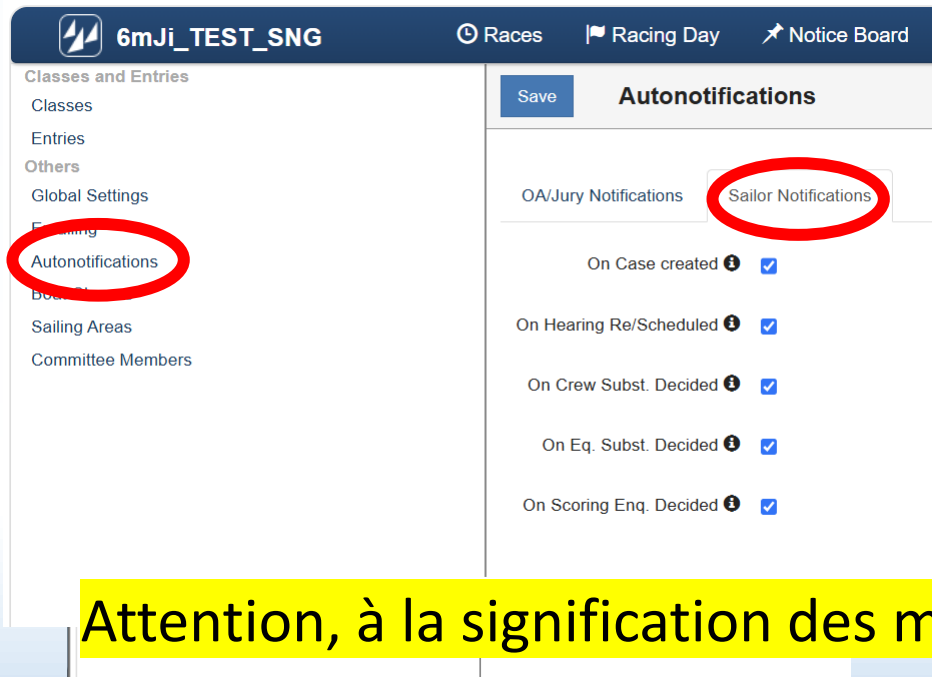 6mJi_TEST_SNG
Races Racing Day Notice Board
Classes and Entries
Classes
Entries
Others
Global Settings
Autonotifications
Sailing Areas
Committee Members
Save Autonotifications
OA/Jury Notifications Sailor Notifications
On Case created
On Hearing Re/Scheduled
On Crew Subst. Decided
On Eq. Subst. Decided
On Scoring Enq. Decided
Attention, à la signification des m